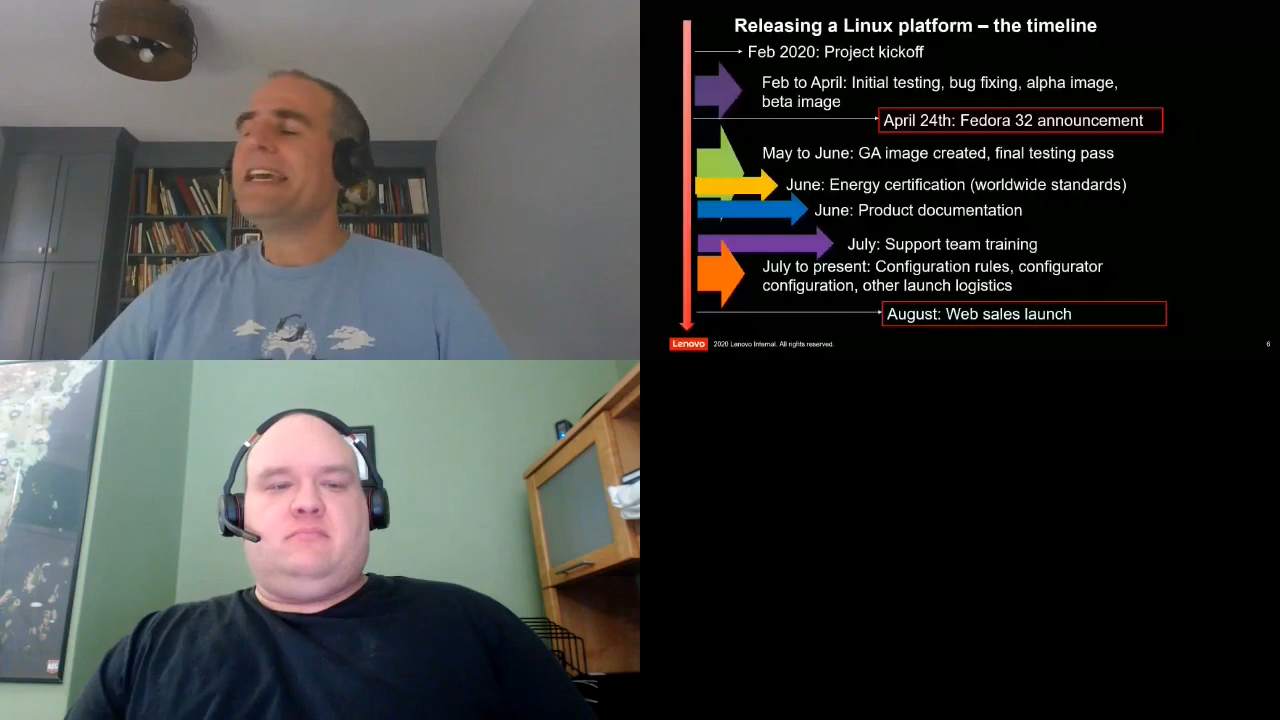 Releasing a Linux platform – the timeline
Feb 2020: Project kickoff
Feb to April: Initial testing, bug fixing, alpha image,
beta image
April 24th: Fedora 32 announcement
May to June: GA image created, final testing pass
June: Energy certification (worldwide standards)
June: Product documentation
July: Support team training
July to present: Configuration rules, configurator
configuration, other launch logistics
August: Web sales launch
Lenovo 2020 Lenovo Internal. All rights reserved. 6